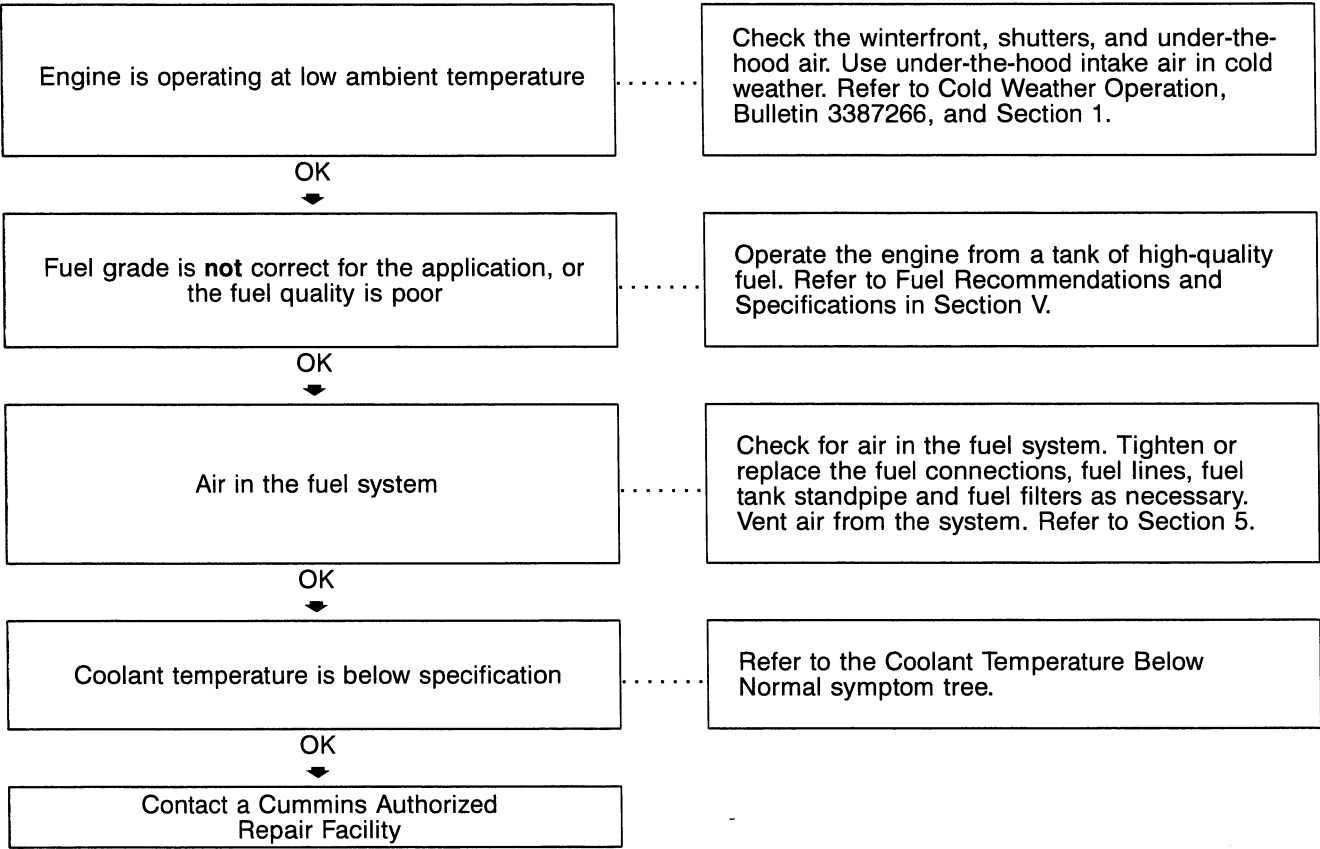 Engine is operating at low ambient temperature
Check the winterfront, shutters, and under-the-
hood air. Use under-the-hood intake air in cold
weather. Refer to Cold Weather Operation,
Bulletin 3387266, and Section 1.
OK
Fuel grade is not correct for the application, or
the fuel quality is poor
Operate the engine from a tank of high-quality
fuel. Refer to Fuel Recommendations and
Specifications in Section V.
OK
Air in the fuel system
Check for air in the fuel system. Tighten or
replace the fuel connections, fuel lines, fuel
tank standpipe and fuel filters as necessary.
Vent air from the system. Refer to Section 5.
OK
Coolant temperature is below specification
Refer to the Coolant Temperature Below
Normal symptom tree.
OK
Contact a Cummins Authorized
Repair Facility